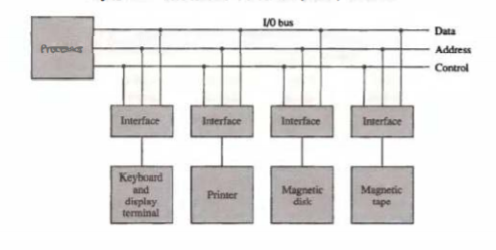 I/O bus
Data
Processor
Address
Control
Interface
Interface
Interface
Interface
Keyboard
and
display
terminal
Printer
Magnetic
disk
Magnetic
tape